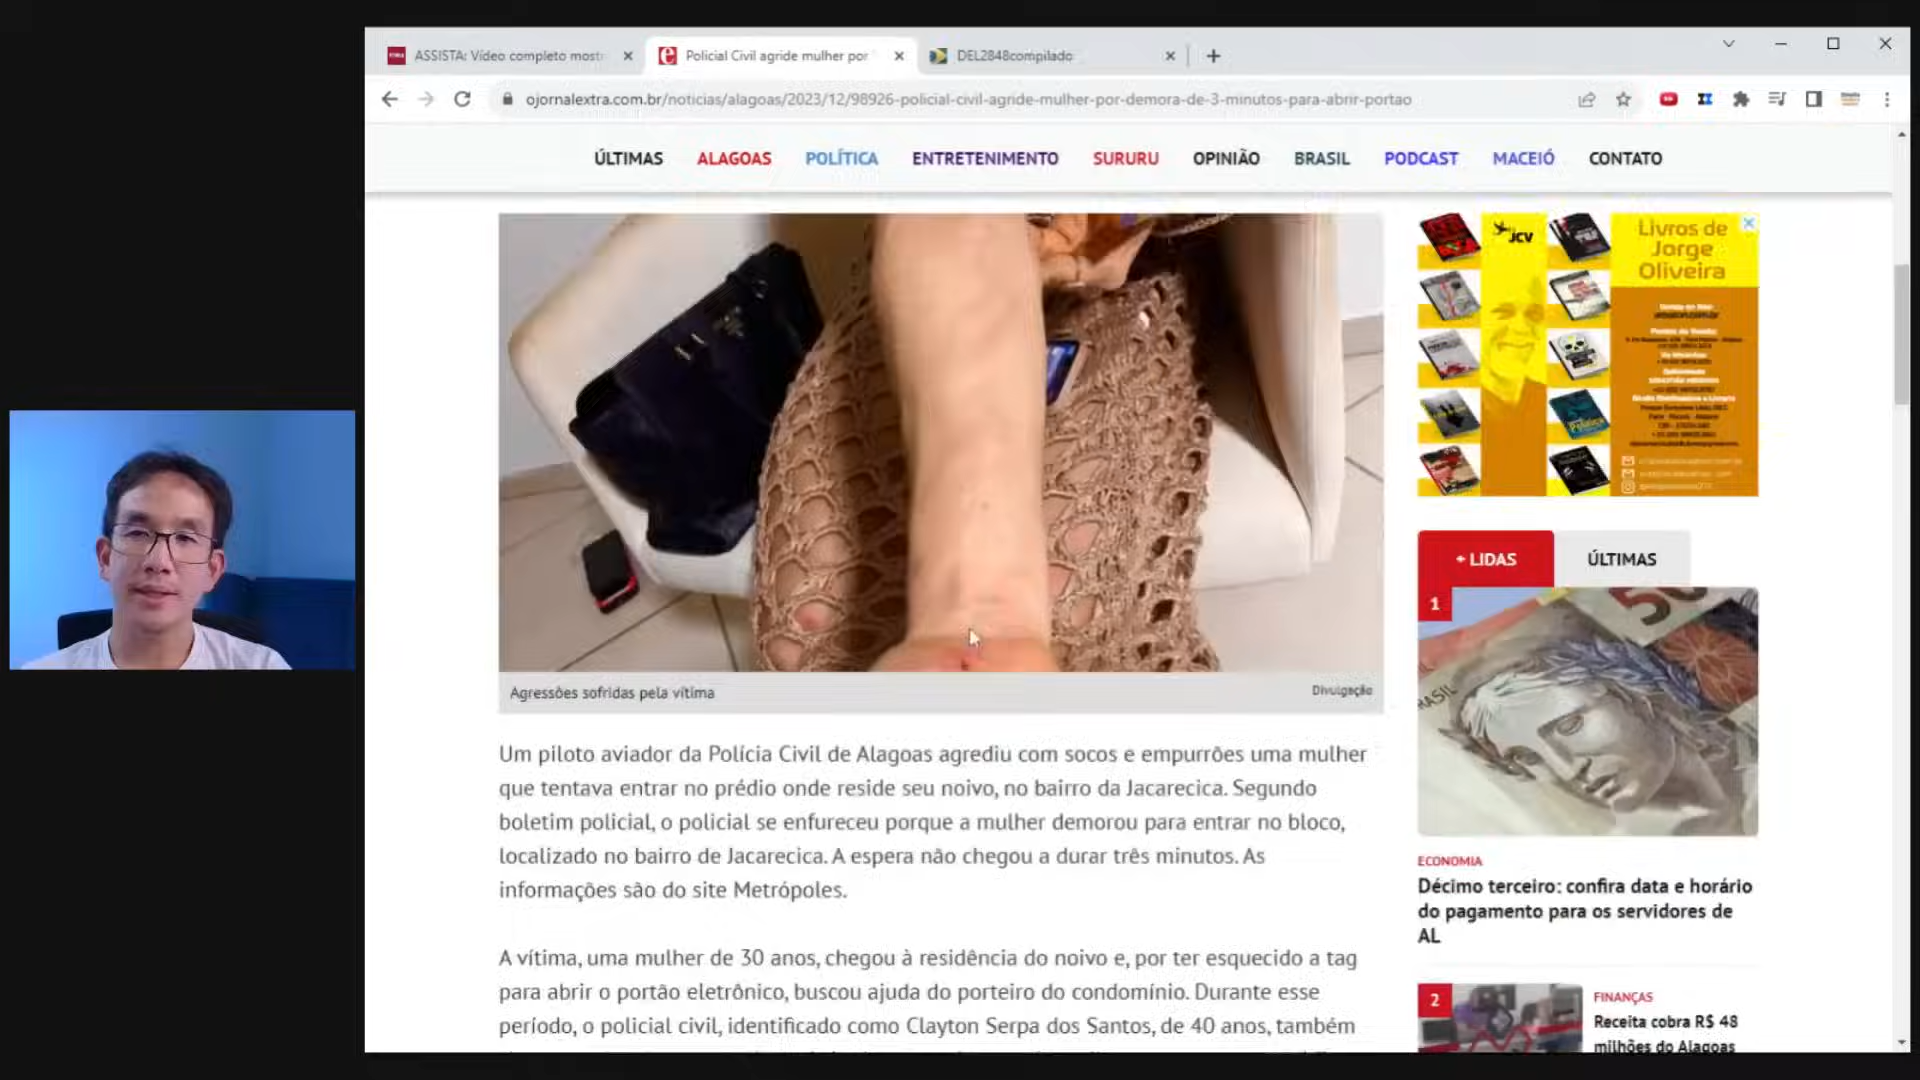 ASSISTA: Vídeo completo most
Policial Civil agride mulher por
DEL2848compilado
ojornalextra.com.br/noticias/alagoas/2023/12/98926-policial-civil-agride-mulher-por-demora-de-3-minutos-para-abrir-portao
ÚLTIMAS ALAGOAS POLÍTICA ENTRETENIMENTO SURURU OPINIÃO BRASIL PODCAST MACEIÓ CONTATO
JCV
Livros de
Jorge
Oliveira
Agressões sofridas pela vítima
Divulgação
Um piloto aviador da Polícia Civil de Alagoas agrediu com socos e empurrões uma mulher
que tentava entrar no prédio onde reside seu noivo, no bairro da Jacarecica. Segundo
boletim policial, o policial se enfureceu porque a mulher demorou para entrar no bloco,
localizado no bairro de Jacarecica. A espera não chegou a durar três minutos. As
informações são do site Metrópoles.
A vítima, uma mulher de 30 anos, chegou à residência do noivo e, por ter esquecido a tag
para abrir o portão eletrônico, buscou ajuda do porteiro do condomínio. Durante esse
período, o policial civil, identificado como Clayton Serpa dos Santos, de 40 anos, também
+ LIDAS
ÚLTIMAS
1
50
ECONOMIA
Décimo terceiro: confira data e horário
do pagamento para os servidores de
AL
2
FINANÇAS
Receita cobra R$ 48
milhões do Alagoas